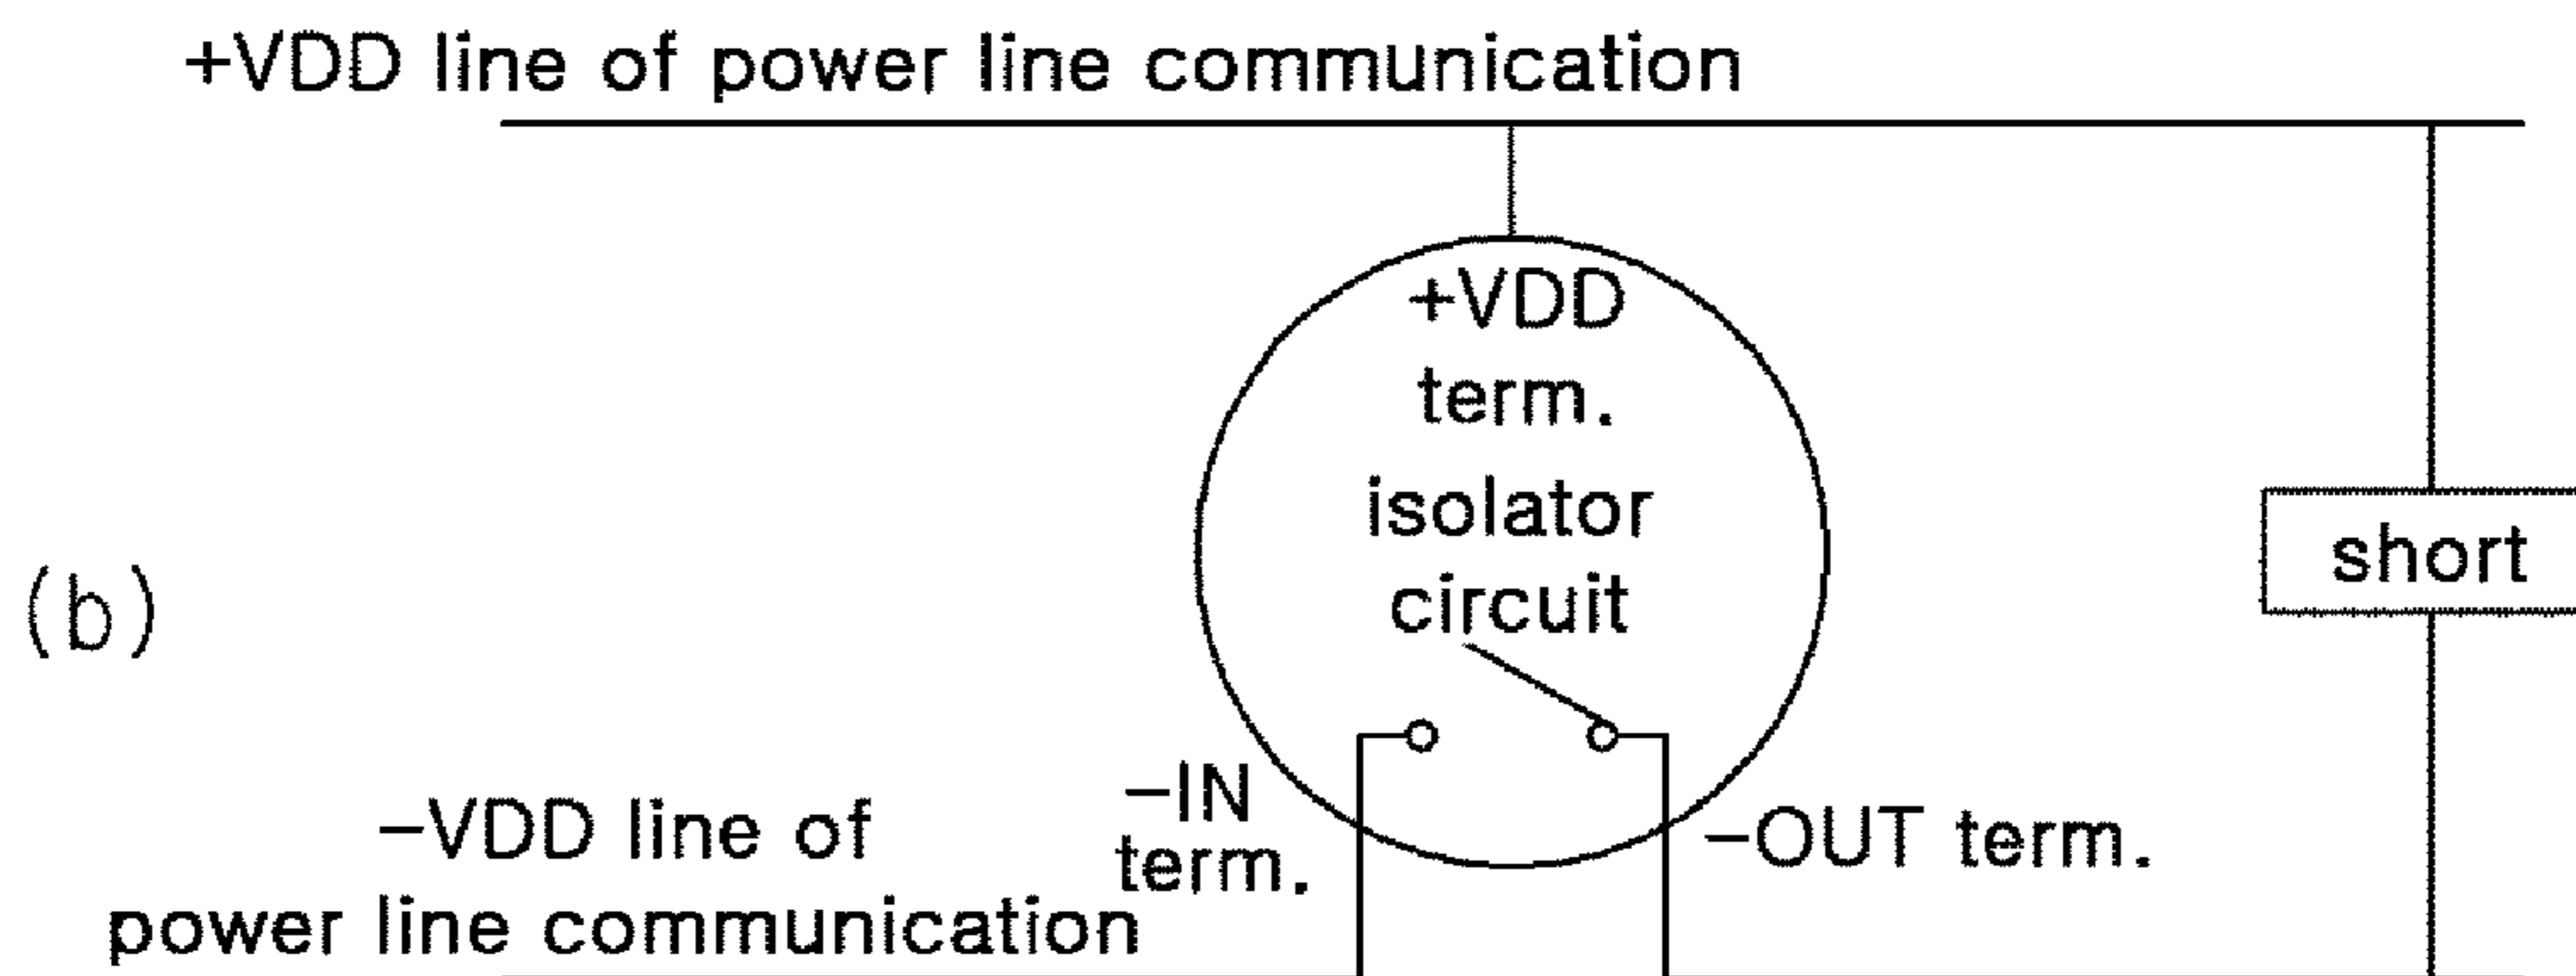 +VDD line of power line communication
+VDD
term.
isolator
circuit
short
(b)
−IN
term.
−OUT term.
−VDD line of
power line communication